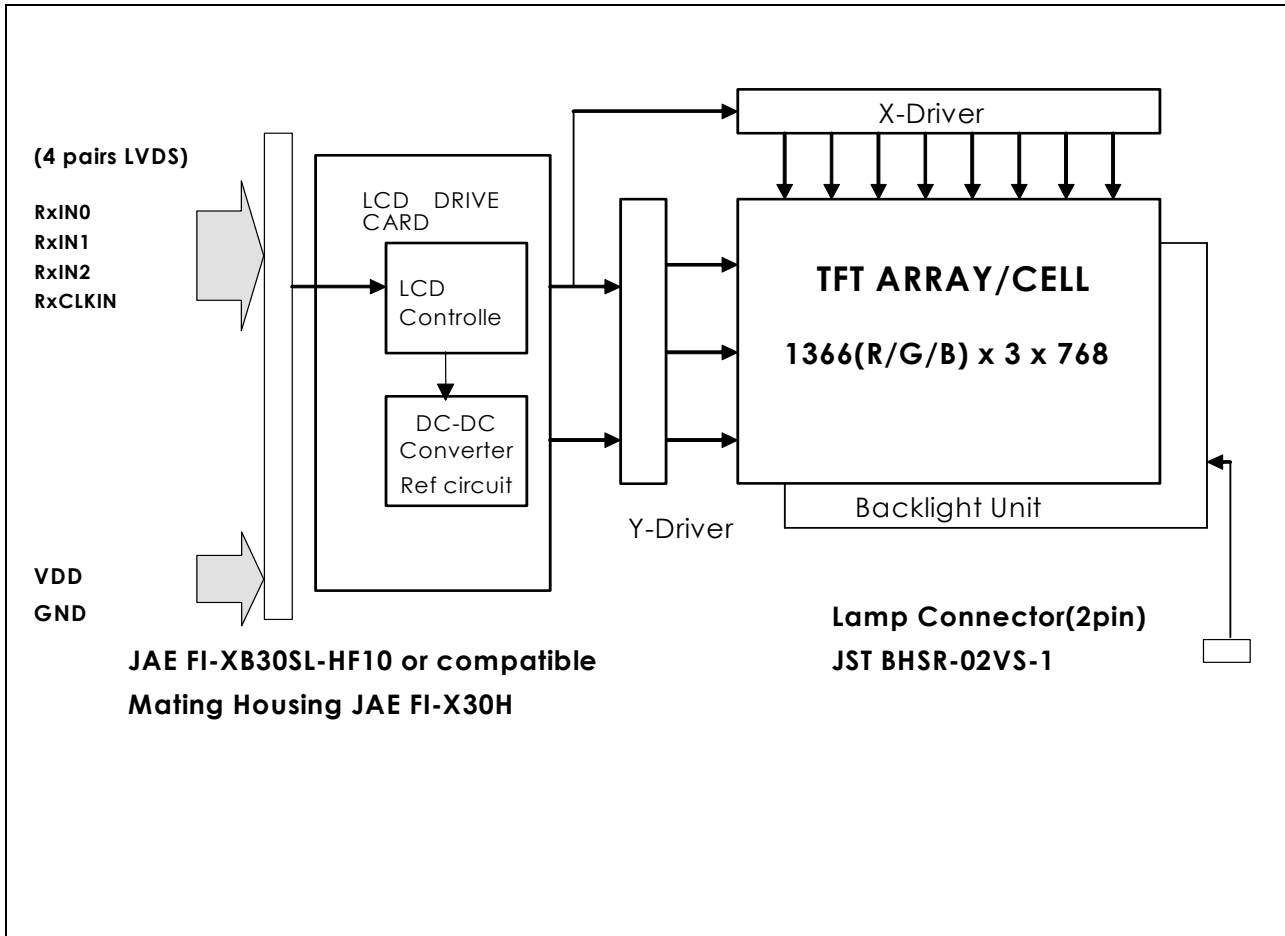 (4 pairs LVDS)
RxIN0
RxIN1
RxIN2
RxCLKIN
VDD
GND
LCD DRIVE
CARD
LCD
Controlle
DC-DC
Converter
Ref circuit
X-Driver
Y-Driver
TFT ARRAY/CELL
1366(R/G/B) x 3 x 768
Backlight Unit
JAE FI-XB30SL-HF10 or compatible
Mating Housing JAE FI-X30H
Lamp Connector(2pin)
JST BHSR-02VS-1